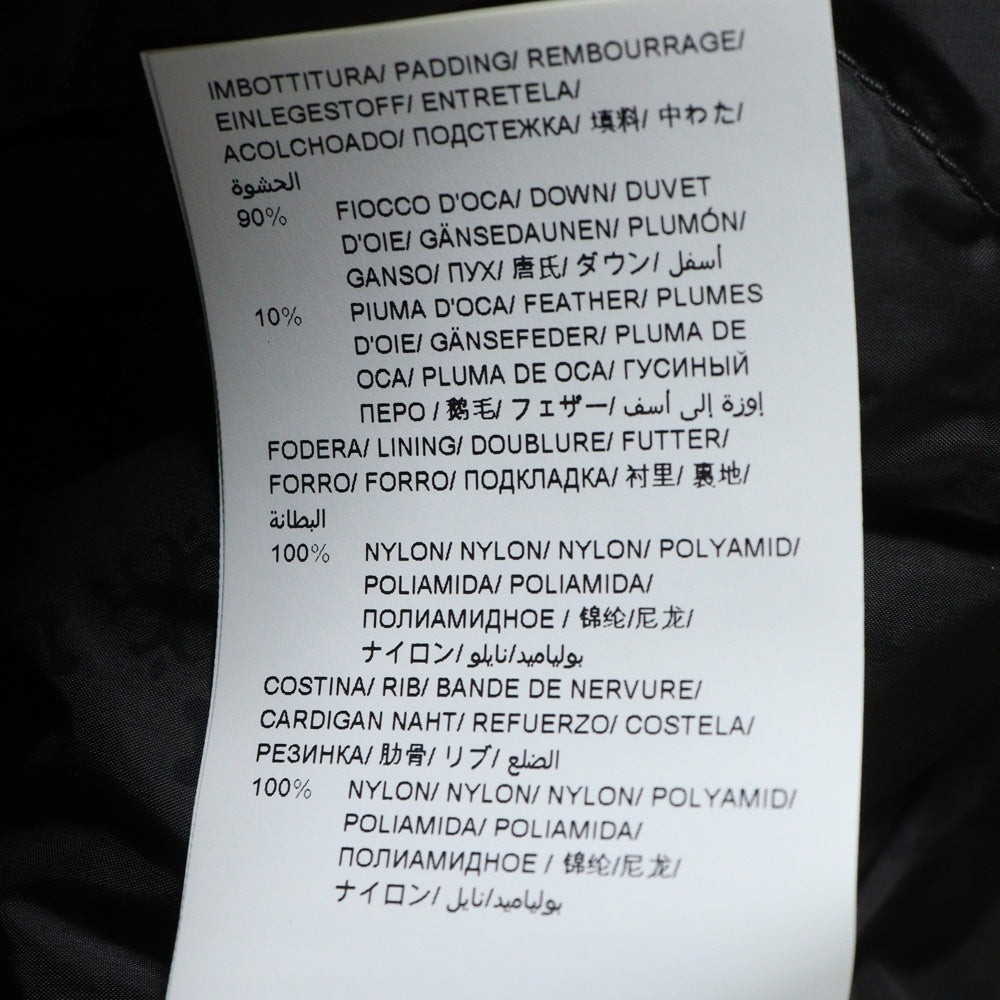 IMBOTTITURA/ PADDING/ REMBOURRAGE/
EINLEGESTOFF/ ENTRETELA/
ACOLCHOADO/ ПОДСТЕЖКА/ 填料/ 中わた/
الحشوة
90% FIOCCO D'OCA/ DOWN/ DUVET
D'OIE/ GÄNSEDAUNEN/ PLUMÓN/
GANSO/ ПУХ/ 唐氏/ ダウン/ أسفل
10% PIUMA D'OCA/ FEATHER/ PLUMES
D'OIE/ GÄNSEFEDER/ PLUMA DE
OCA/ PLUMA DE OCA/ ГУСИНЫЙ
ПЕРО / 鹅毛/ フェザー/ إوزة إلى أسف
FODERA/ LINING/ DOUBLURE/ FUTTER/
FORRO/ FORRO/ ПОДКЛАДКА/ 衬里/ 裏地/
البطانة
100% NYLON/ NYLON/ NYLON/ POLYAMID/
POLIAMIDA/ POLIAMIDA/
ПОЛИАМИДНОЕ / 锦纶/尼龙/
ナイロン/ بولياميد/نايلو
COSTINA/ RIB/ BANDE DE NERVURE/
CARDIGAN NAHT/ REFUERZO/ COSTELA/
РЕЗИНКА/ 肋骨/ リブ/ الضلع
100% NYLON/ NYLON/ NYLON/ POLYAMID/
POLIAMIDA/ POLIAMIDA/
ПОЛИАМИДНОЕ / 锦纶/尼龙/
ナイロン/ بولياميد/نايل